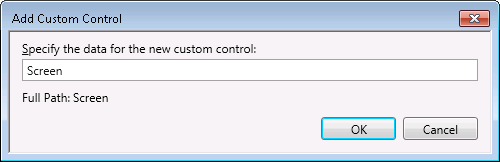 Add Custom Control
Specify the data for the new custom control:
Screen
Full Path: Screen
OK Cancel